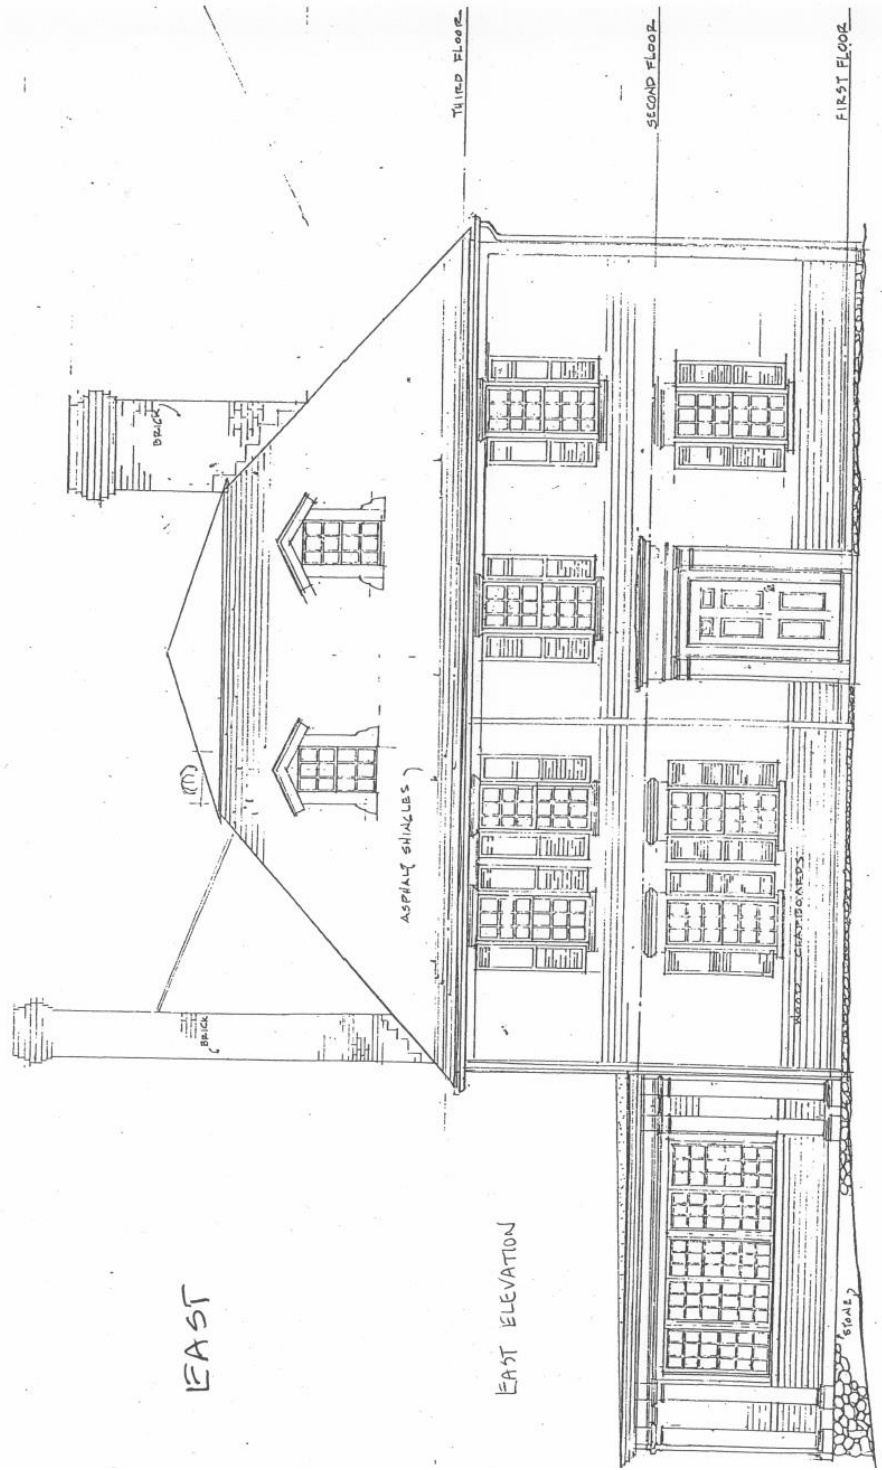 EAST
EAST ELEVATION
BRICK
BRICK
ASPHALT SHINGLES
THIRD FLOOR
SECOND FLOOR
FIRST FLOOR
WOOD CLAPBOARDS
STONE